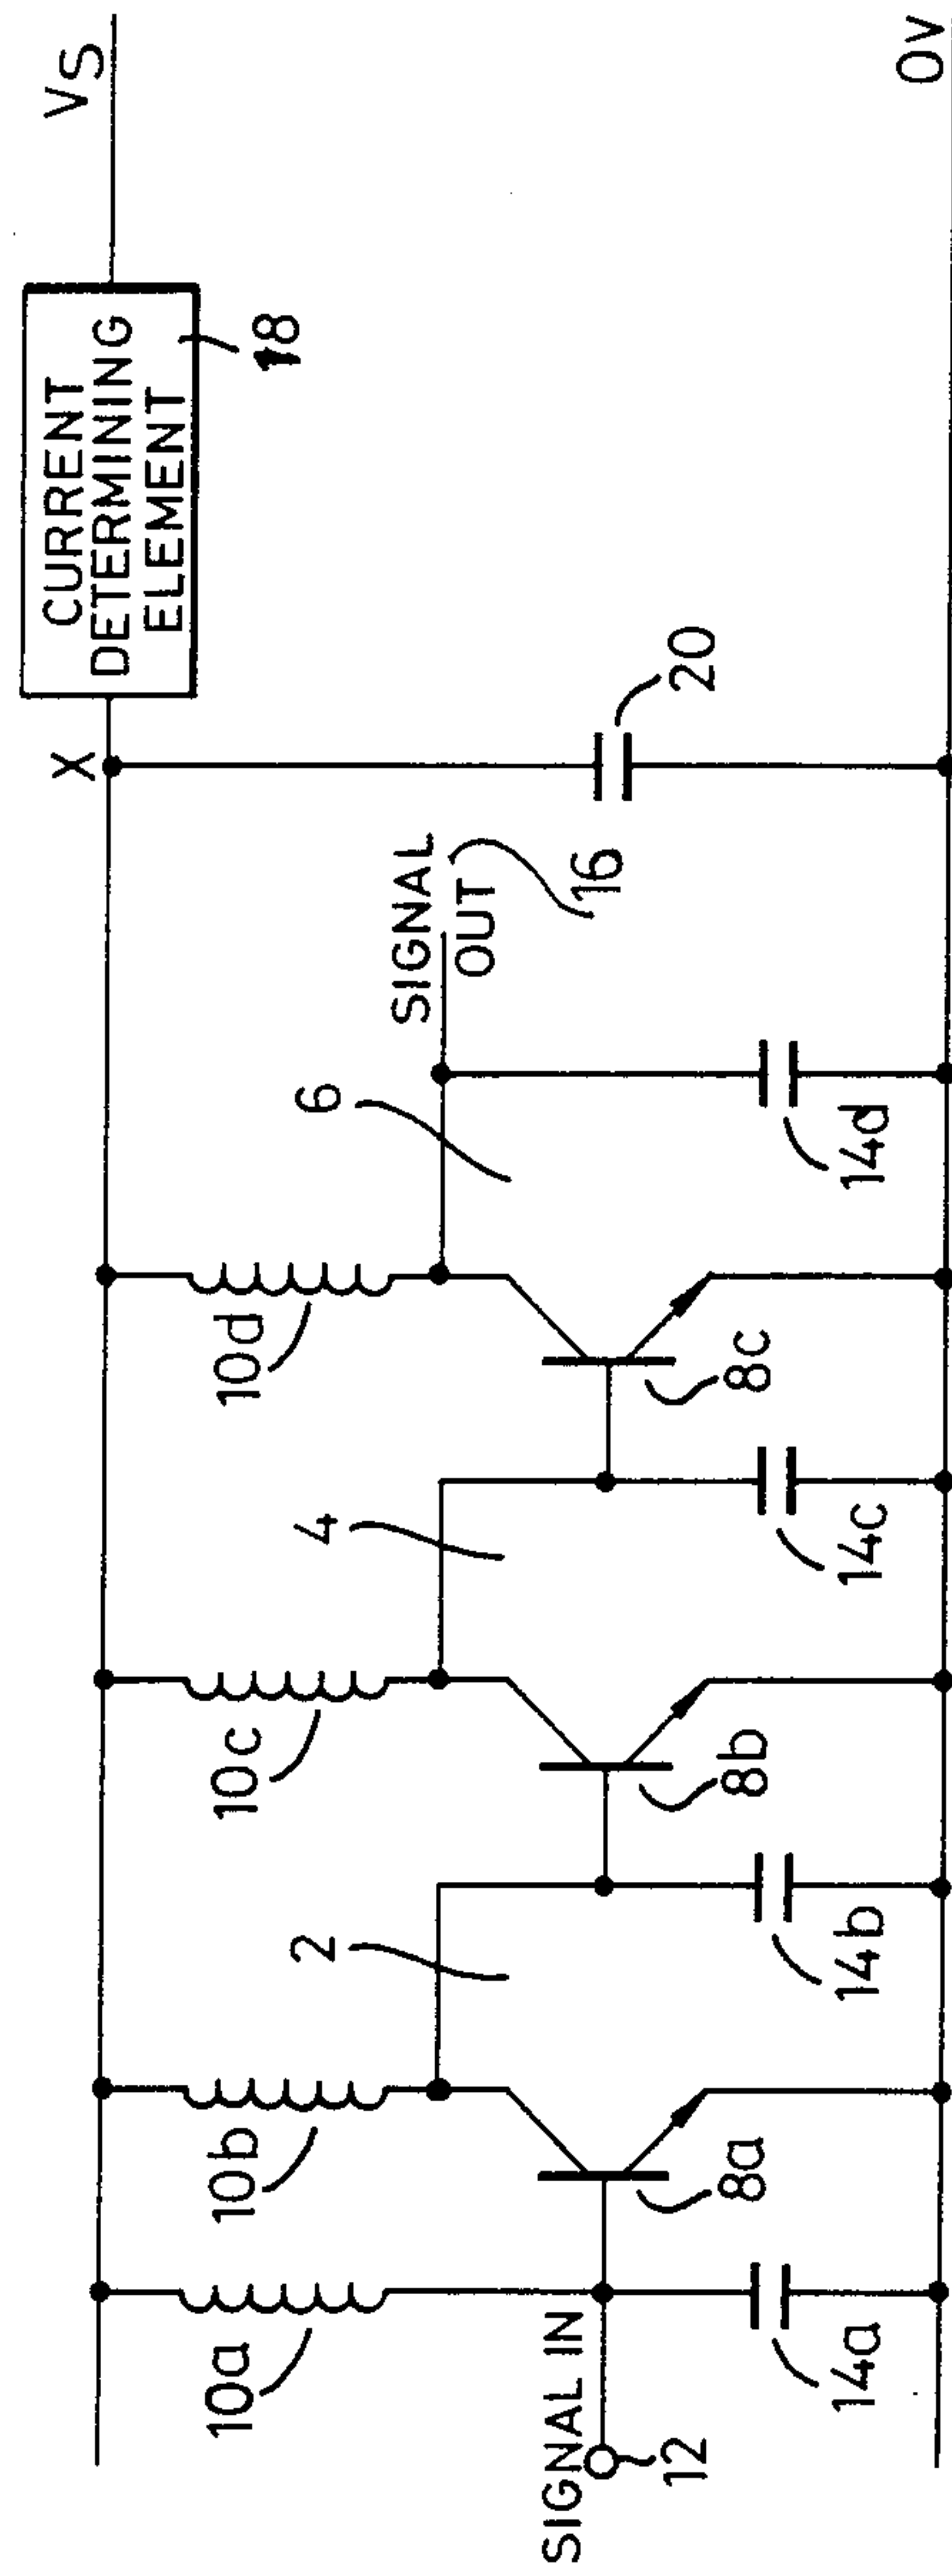 VS
CURRENT
DETERMINING
ELEMENT
18
X
20
SIGNAL
OUT
16
6
10d
8c
14d
4
10c
8b
14c
2
10b
8a
14b
10a
SIGNAL IN
12
14a
0V